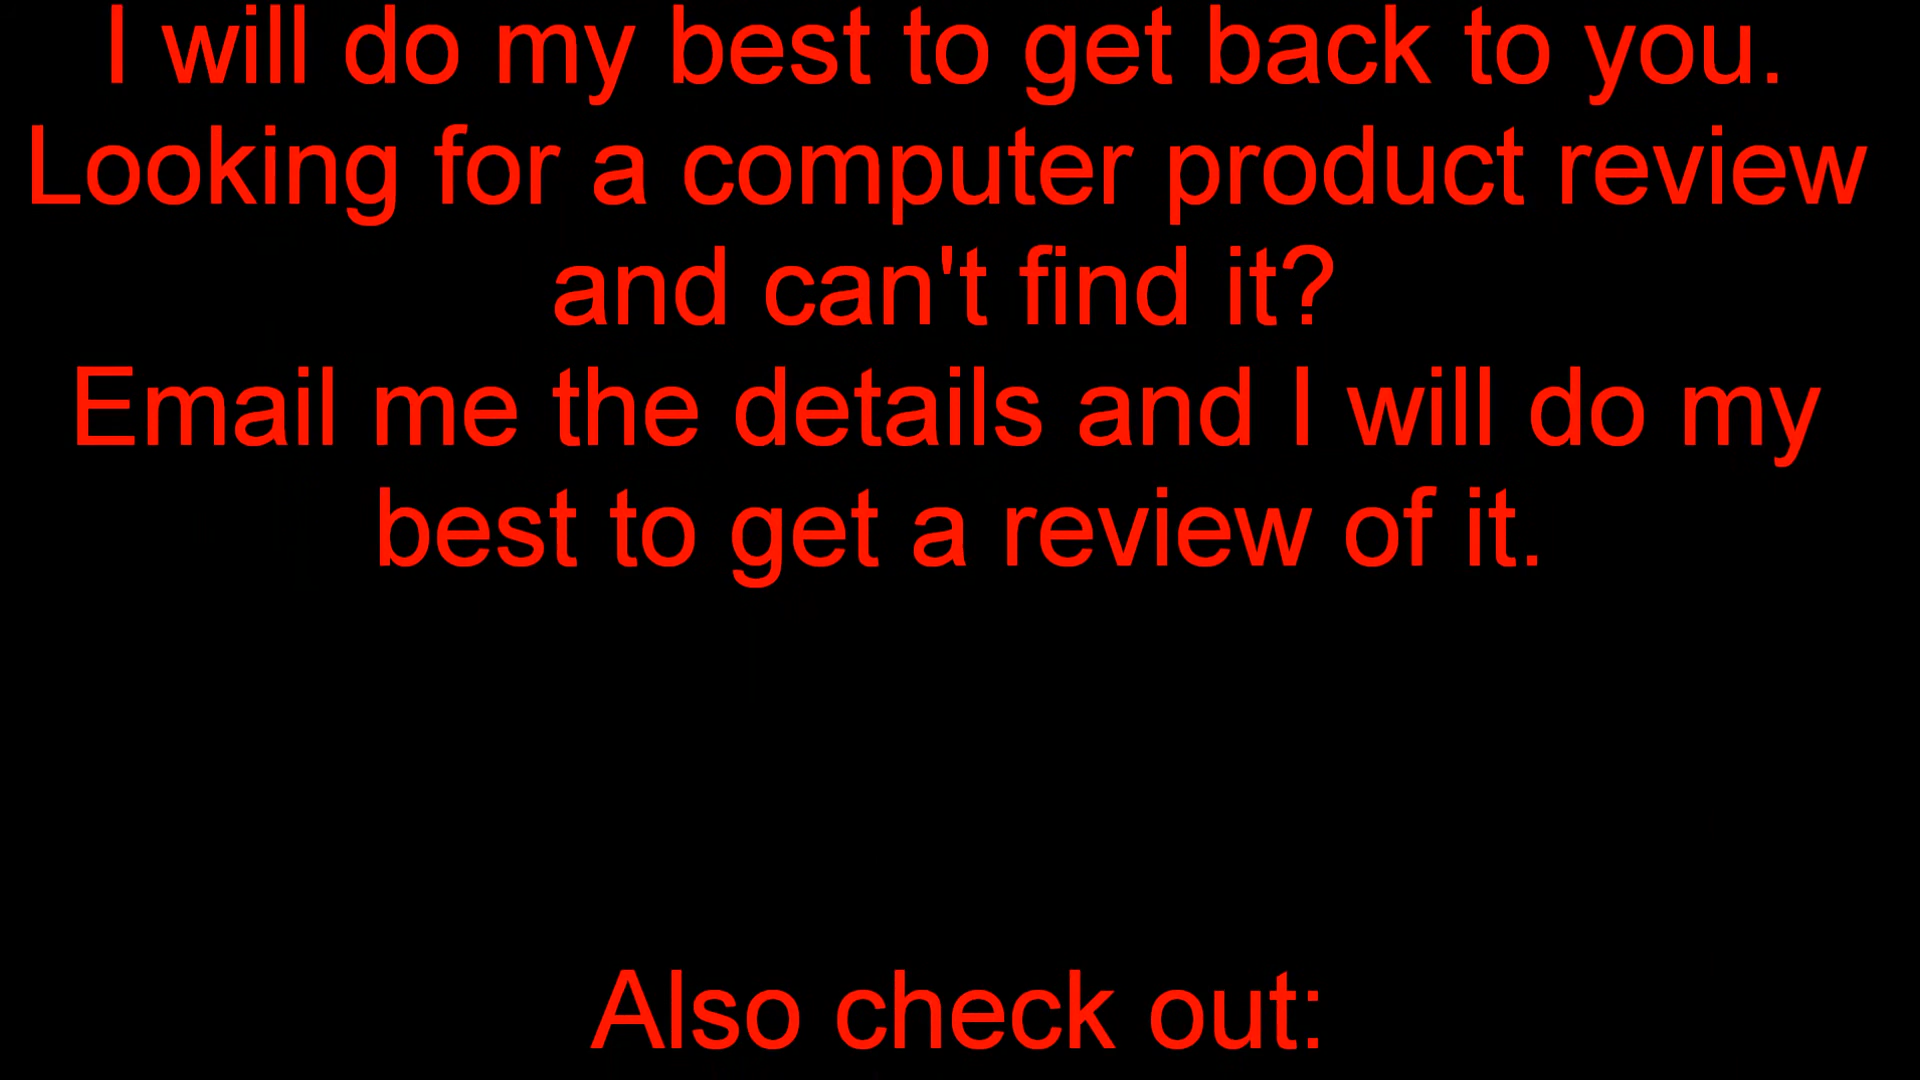 I will do my best to get back to you.
Looking for a computer product review
and can't find it?
Email me the details and I will do my
best to get a review of it.
Also check out: